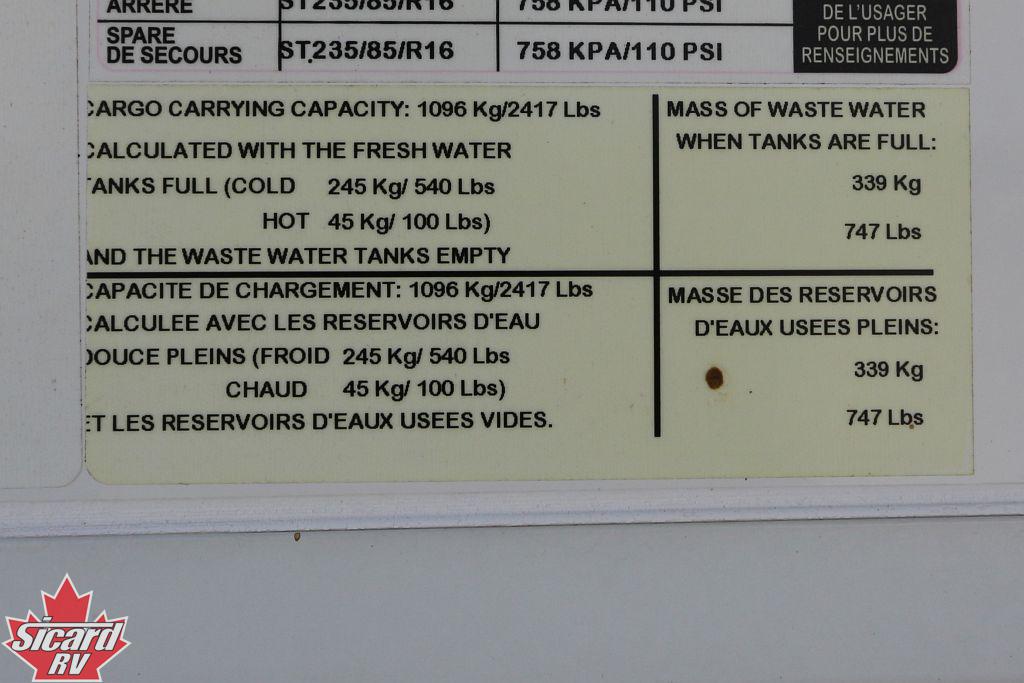 ARRERE ST235/85/R16 758 KPA/110 PSI
SPARE
DE SECOURS ST.235/85/R16 758 KPA/110 PSI
DE L'USAGER
POUR PLUS DE
RENSEIGNEMENTS
CARGO CARRYING CAPACITY: 1096 Kg/2417 Lbs
CALCULATED WITH THE FRESH WATER
TANKS FULL (COLD 245 Kg/ 540 Lbs
HOT 45 Kg/ 100 Lbs)
AND THE WASTE WATER TANKS EMPTY
MASS OF WASTE WATER
WHEN TANKS ARE FULL:
339 Kg
747 Lbs
CAPACITE DE CHARGEMENT: 1096 Kg/2417 Lbs
CALCULEE AVEC LES RESERVOIRS D'EAU
DOUCE PLEINS (FROID 245 Kg/ 540 Lbs
CHAUD 45 Kg/ 100 Lbs)
ET LES RESERVOIRS D'EAUX USEES VIDES.
MASSE DES RESERVOIRS
D'EAUX USEES PLEINS:
339 Kg
747 Lbs
Sicard
RV